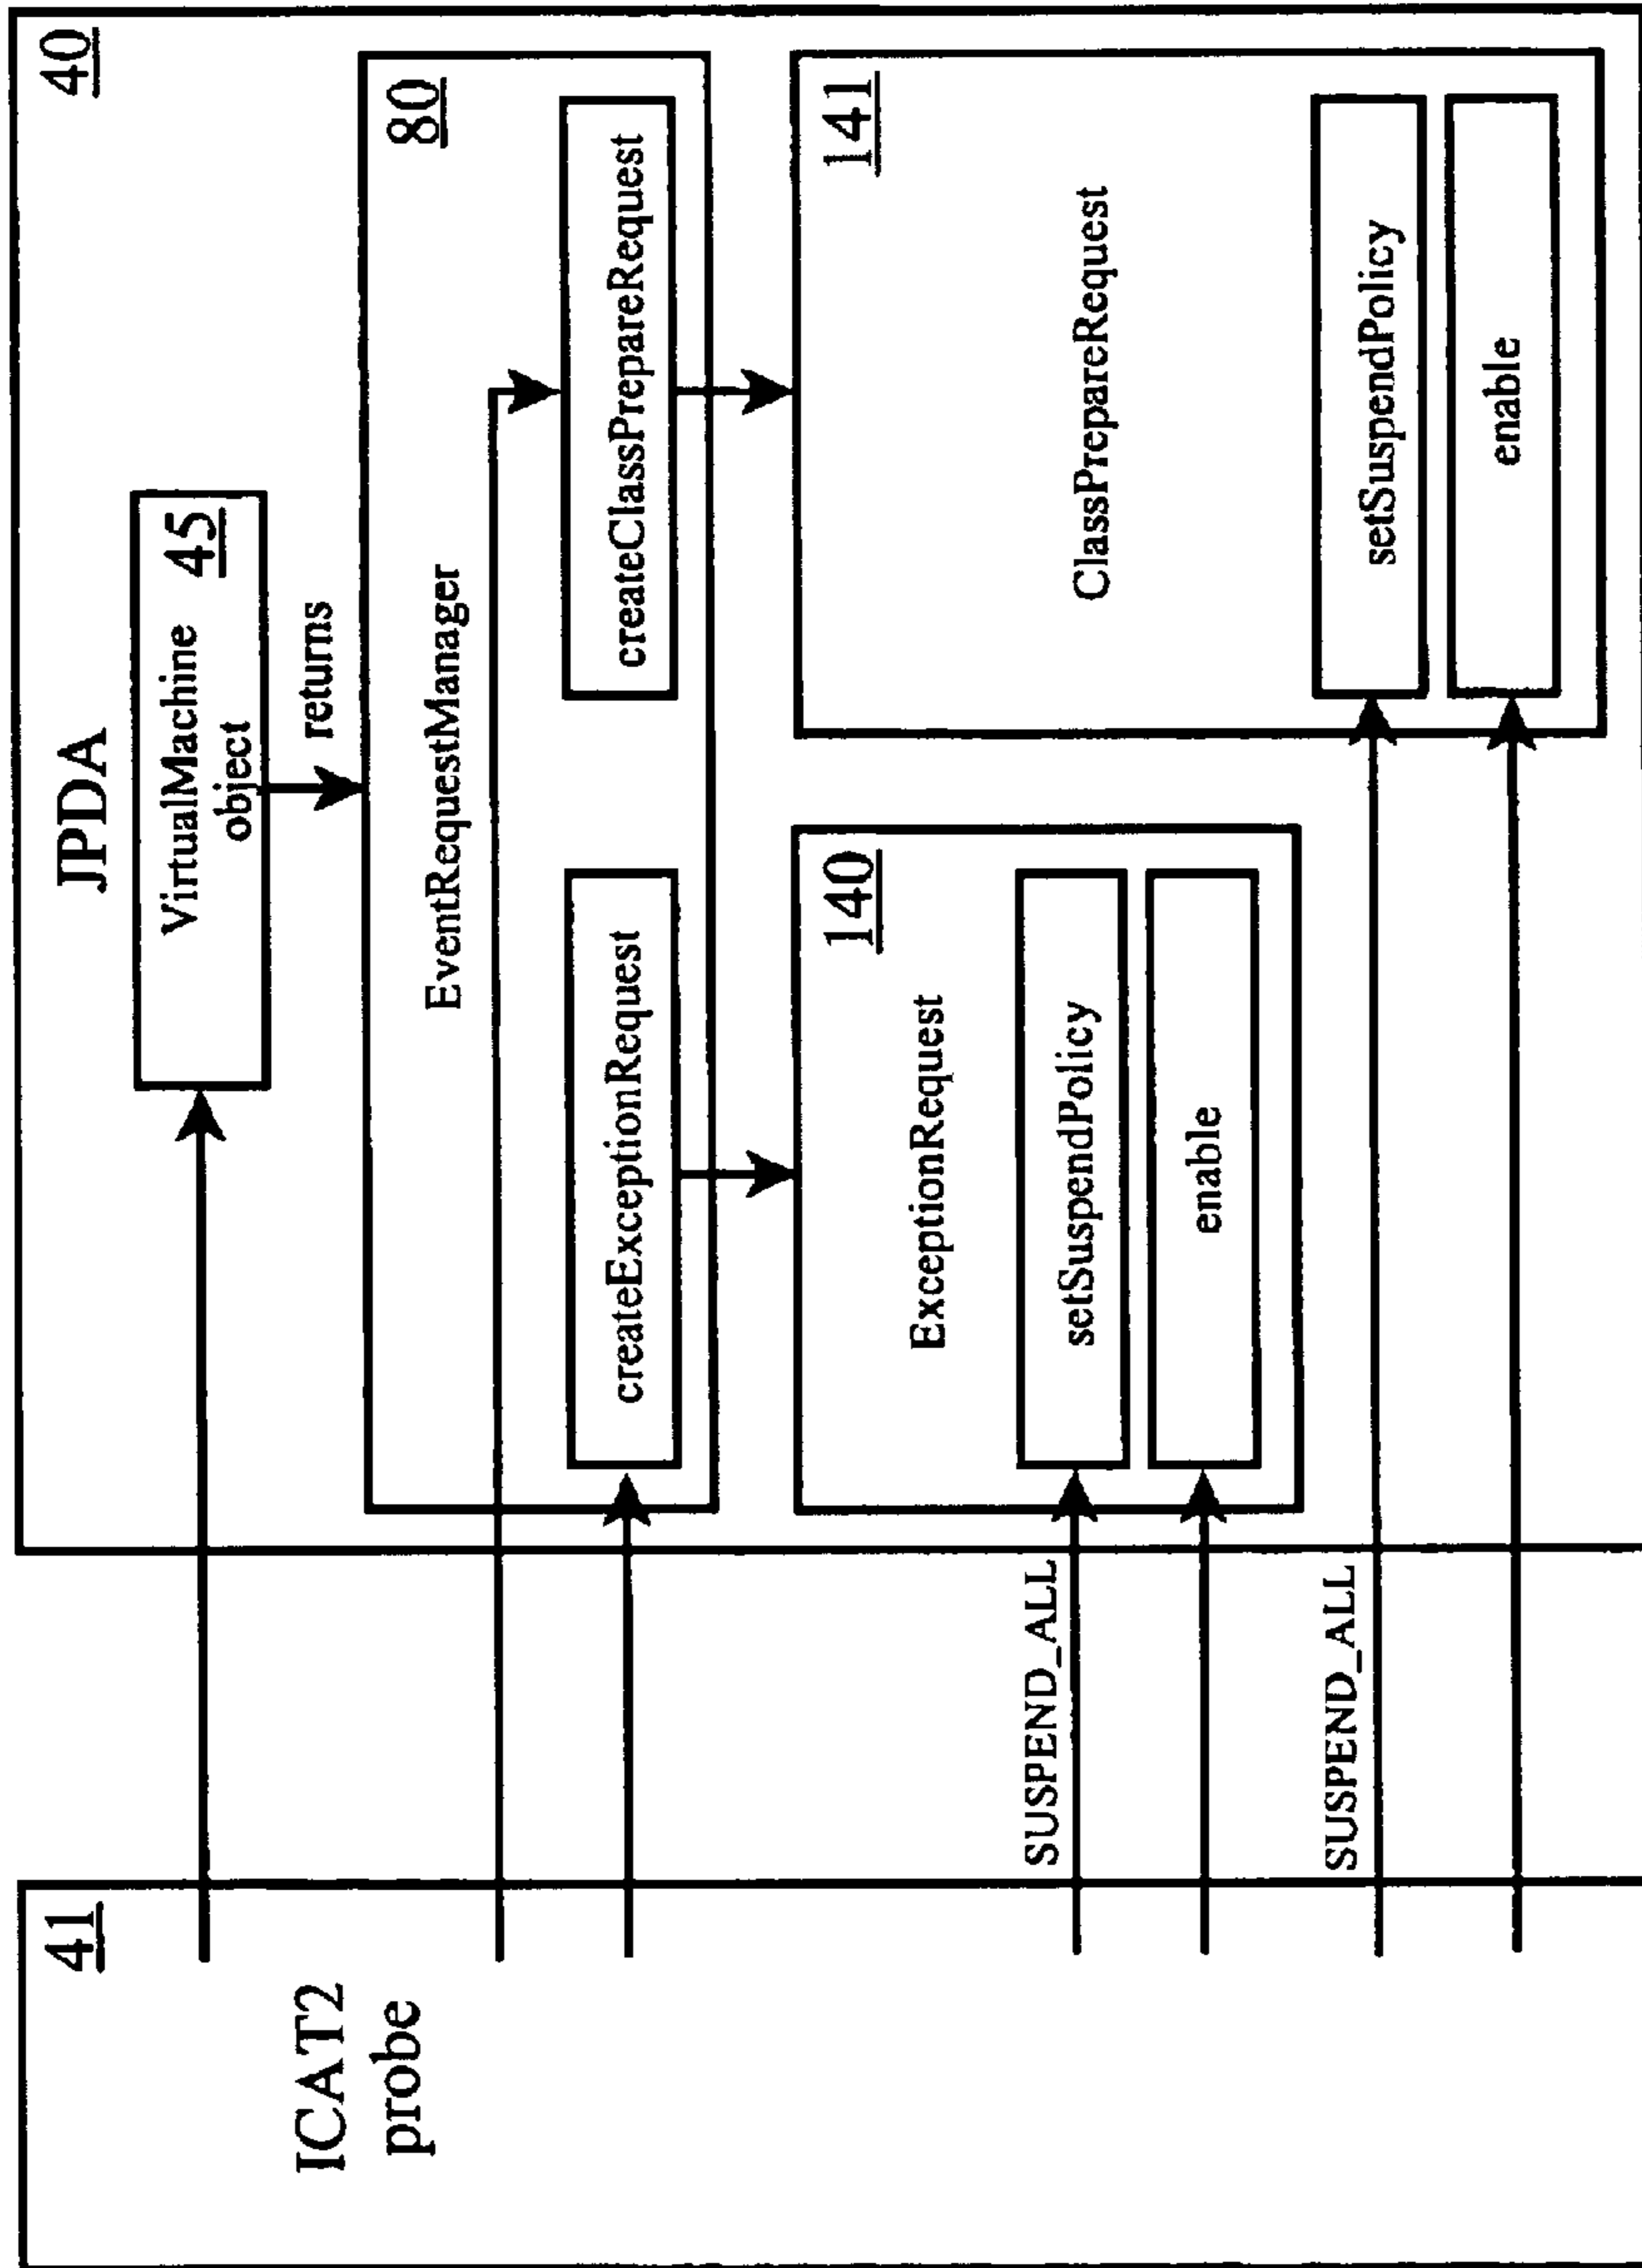 41
ICAT2
probe
SUSPEND_ALL
SUSPEND_ALL
40
JPDA
VirtualMachine
object
45
returns
80
EventRequestManager
createExceptionRequest
createClassPrepareRequest
140
ExceptionRequest
setSuspendPolicy
enable
141
ClassPrepareRequest
setSuspendPolicy
enable